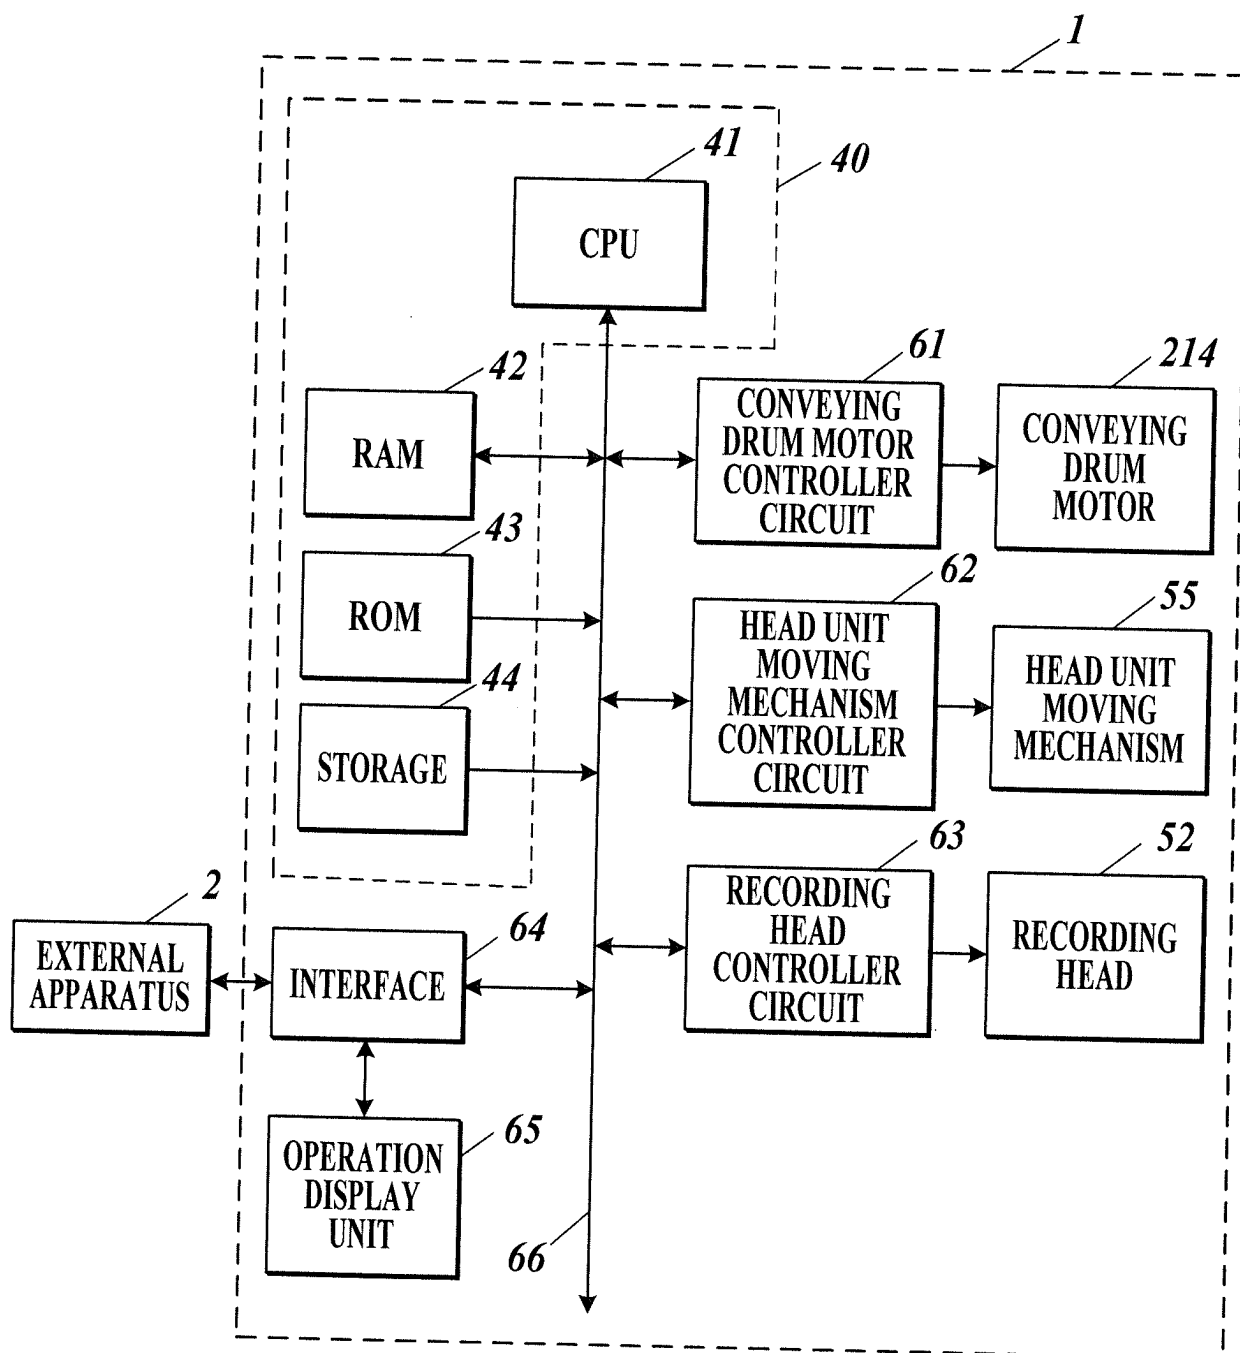 1
41
40
CPU
42
RAM
61
CONVEYING
DRUM MOTOR
CONTROLLER
CIRCUIT
214
CONVEYING
DRUM
MOTOR
43
ROM
62
HEAD UNIT
MOVING
MECHANISM
CONTROLLER
CIRCUIT
55
HEAD UNIT
MOVING
MECHANISM
44
STORAGE
63
RECORDING
HEAD
CONTROLLER
CIRCUIT
52
RECORDING
HEAD
2
EXTERNAL
APPARATUS
64
INTERFACE
65
OPERATION
DISPLAY
UNIT
66